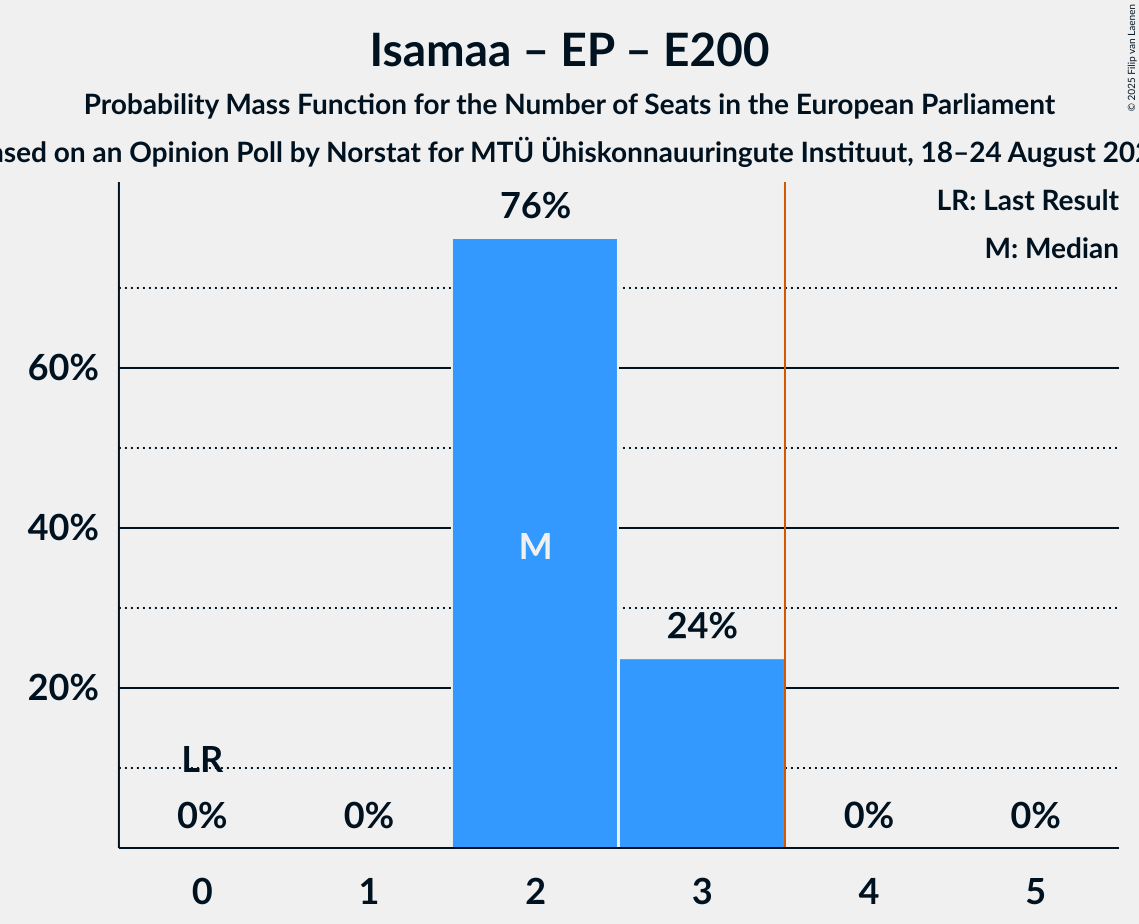 Isamaa – EP – E200
Probability Mass Function for the Number of Seats in the European Parliament
on an Opinion Poll by Norstat for MTÜ Ühiskonnauuringute Instituut, 18–24 August
© 2025 Filip van Laenen
LR: Last Result
M: Median
76%
60%
40%
M
24%
20%
LR
0% 0% 0% 0%
0 1 2 3 4 5